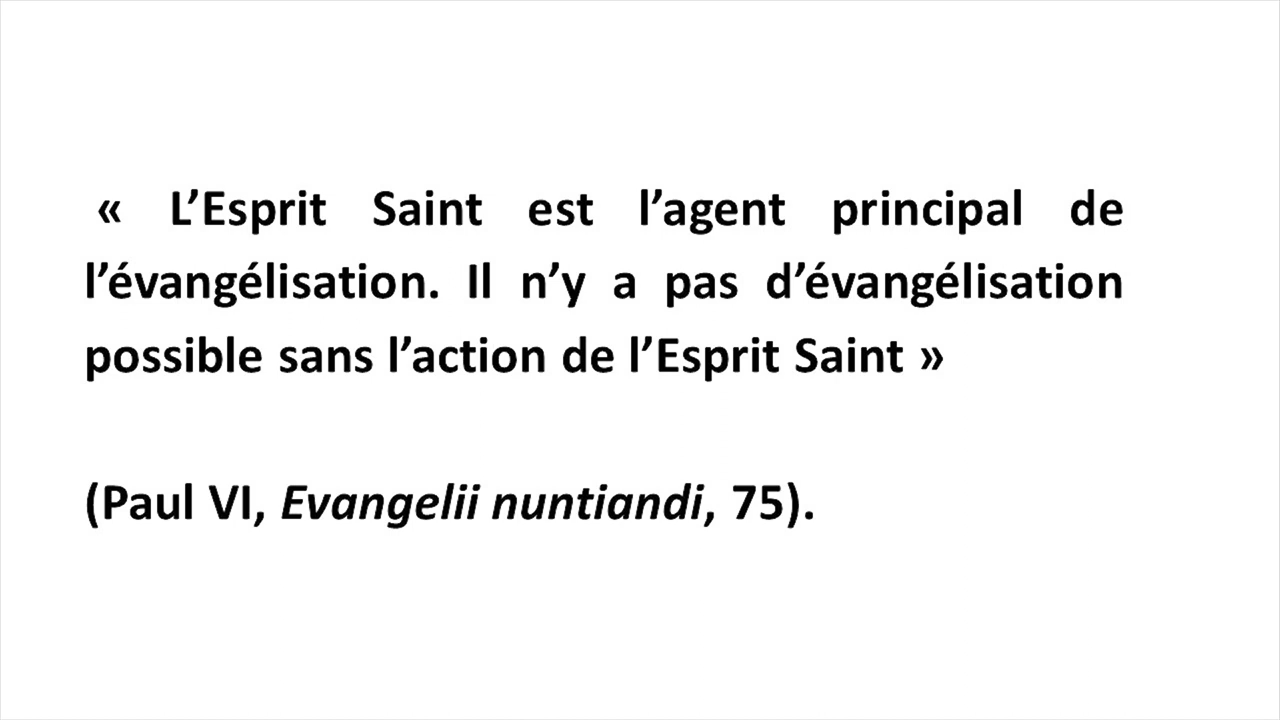 « L’Esprit Saint est l’agent principal de
l’évangélisation. Il n’y a pas d’évangélisation
possible sans l’action de l’Esprit Saint »
(Paul VI, Evangelii nuntiandi, 75).